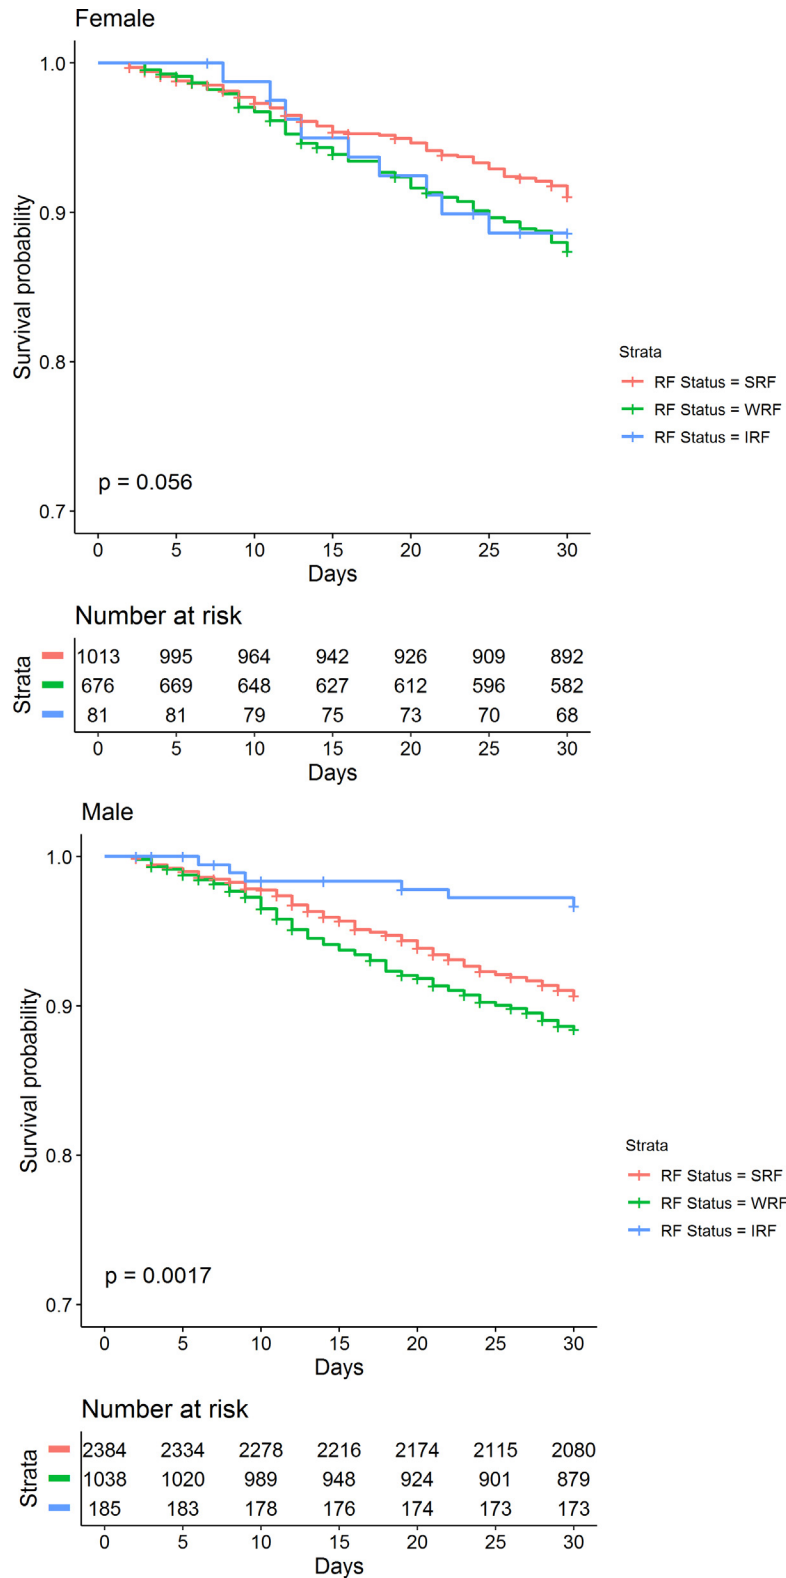 Female
1.0
0.9
0.8
0.7
Survival probability
p = 0.056
0 5 10 15 20 25 30
Days
Strata
RF Status = SRF
RF Status = WRF
RF Status = IRF
Number at risk
Strata
1013 995 964 942 926 909 892
676 669 648 627 612 596 582
81 81 79 75 73 70 68
0 5 10 15 20 25 30
Days
Male
1.0
0.9
0.8
0.7
Survival probability
p = 0.0017
0 5 10 15 20 25 30
Days
Strata
RF Status = SRF
RF Status = WRF
RF Status = IRF
Number at risk
Strata
2384 2334 2278 2216 2174 2115 2080
1038 1020 989 948 924 901 879
185 183 178 176 174 173 173
0 5 10 15 20 25 30
Days